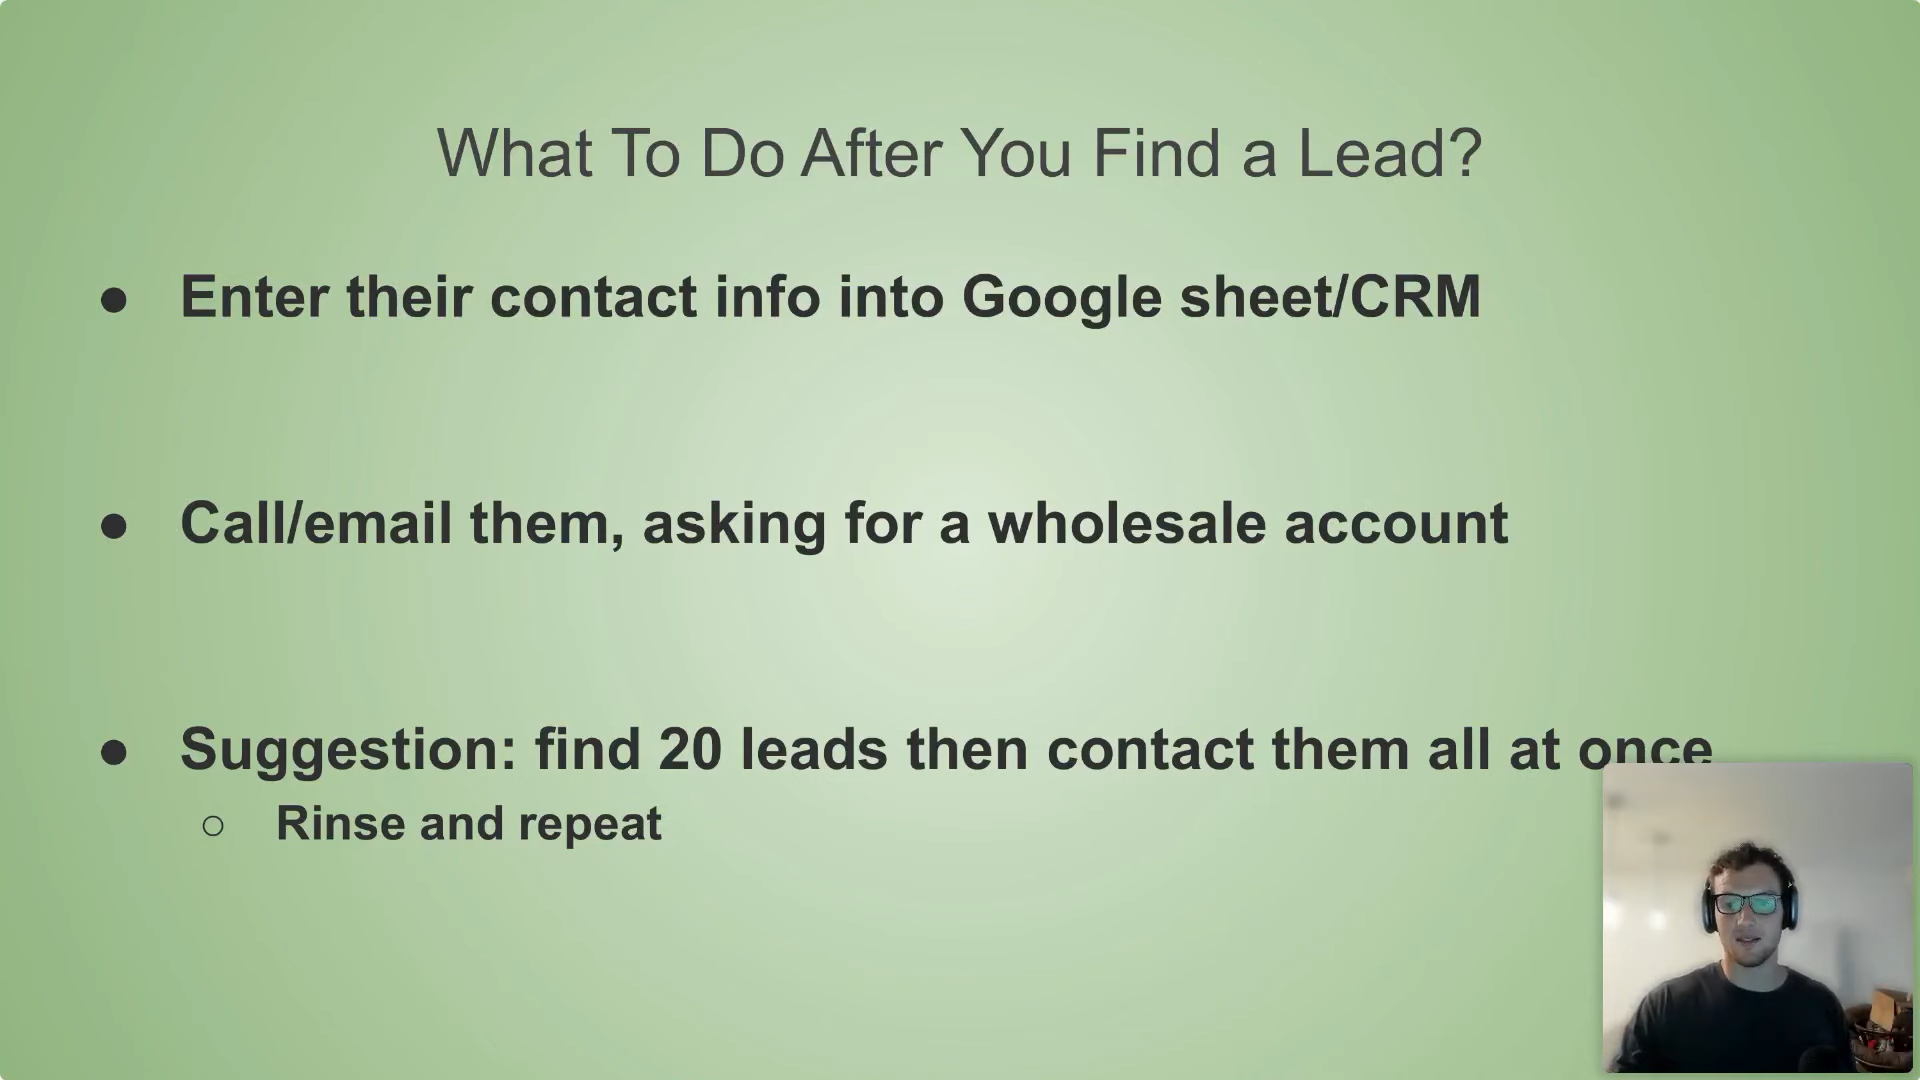 What To Do After You Find a Lead?
● Enter their contact info into Google sheet/CRM
● Call/email them, asking for a wholesale account
● Suggestion: find 20 leads then contact them all at once
○ Rinse and repeat